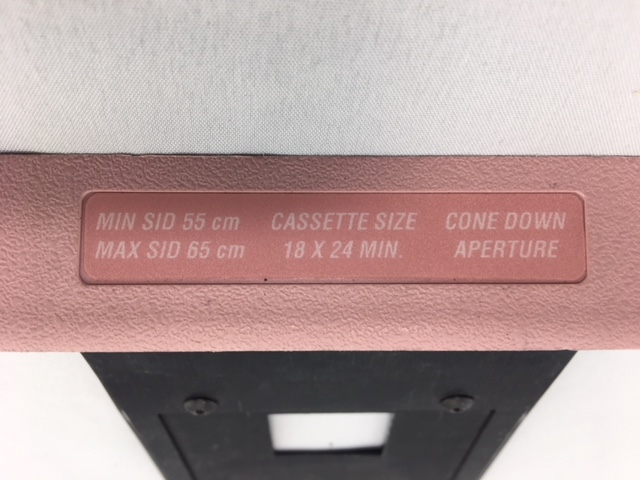 MIN SID 55 cm CASSETTE SIZE CONE DOWN
MAX SID 65 cm 18 X 24 MIN. APERTURE